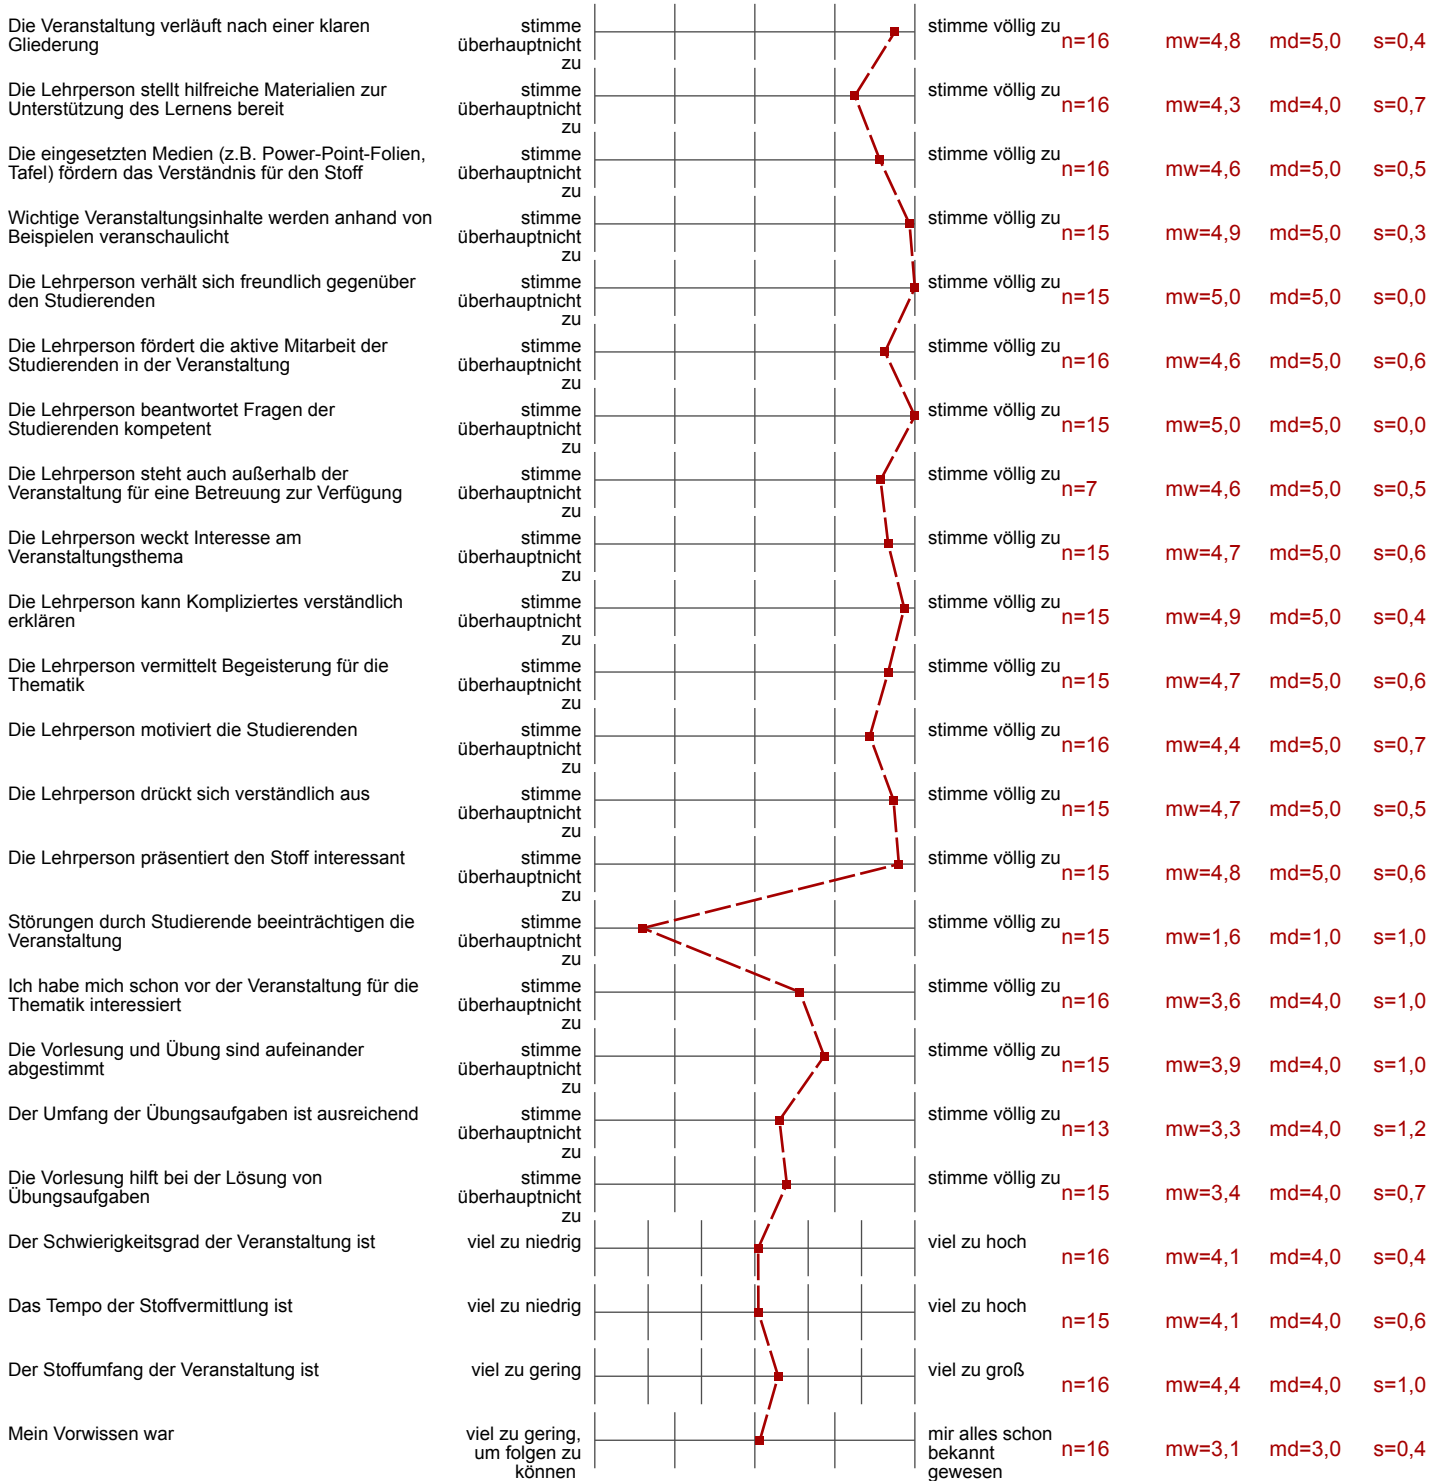 Die Veranstaltung verläuft nach einer klaren
Gliederung
stimme
überhauptnicht
zu
stimme völlig zu
n=16 mw=4,8 md=5,0 s=0,4
Die Lehrperson stellt hilfreiche Materialien zur
Unterstützung des Lernens bereit
stimme
überhauptnicht
zu
stimme völlig zu
n=16 mw=4,3 md=4,0 s=0,7
Die eingesetzten Medien (z.B. Power-Point-Folien,
Tafel) fördern das Verständnis für den Stoff
stimme
überhauptnicht
zu
stimme völlig zu
n=16 mw=4,6 md=5,0 s=0,5
Wichtige Veranstaltungsinhalte werden anhand von
Beispielen veranschaulicht
stimme
überhauptnicht
zu
stimme völlig zu
n=15 mw=4,9 md=5,0 s=0,3
Die Lehrperson verhält sich freundlich gegenüber
den Studierenden
stimme
überhauptnicht
zu
stimme völlig zu
n=15 mw=5,0 md=5,0 s=0,0
Die Lehrperson fördert die aktive Mitarbeit der
Studierenden in der Veranstaltung
stimme
überhauptnicht
zu
stimme völlig zu
n=16 mw=4,6 md=5,0 s=0,6
Die Lehrperson beantwortet Fragen der
Studierenden kompetent
stimme
überhauptnicht
zu
stimme völlig zu
n=15 mw=5,0 md=5,0 s=0,0
Die Lehrperson steht auch außerhalb der
Veranstaltung für eine Betreuung zur Verfügung
stimme
überhauptnicht
zu
stimme völlig zu
n=7 mw=4,6 md=5,0 s=0,5
Die Lehrperson weckt Interesse am
Veranstaltungsthema
stimme
überhauptnicht
zu
stimme völlig zu
n=15 mw=4,7 md=5,0 s=0,6
Die Lehrperson kann Kompliziertes verständlich
erklären
stimme
überhauptnicht
zu
stimme völlig zu
n=15 mw=4,9 md=5,0 s=0,4
Die Lehrperson vermittelt Begeisterung für die
Thematik
stimme
überhauptnicht
zu
stimme völlig zu
n=15 mw=4,7 md=5,0 s=0,6
Die Lehrperson motiviert die Studierenden
stimme
überhauptnicht
zu
stimme völlig zu
n=16 mw=4,4 md=5,0 s=0,7
Die Lehrperson drückt sich verständlich aus
stimme
überhauptnicht
zu
stimme völlig zu
n=15 mw=4,7 md=5,0 s=0,5
Die Lehrperson präsentiert den Stoff interessant
stimme
überhauptnicht
zu
stimme völlig zu
n=15 mw=4,8 md=5,0 s=0,6
Störungen durch Studierende beeinträchtigen die
Veranstaltung
stimme
überhauptnicht
zu
stimme völlig zu
n=15 mw=1,6 md=1,0 s=1,0
Ich habe mich schon vor der Veranstaltung für die
Thematik interessiert
stimme
überhauptnicht
zu
stimme völlig zu
n=16 mw=3,6 md=4,0 s=1,0
Die Vorlesung und Übung sind aufeinander
abgestimmt
stimme
überhauptnicht
zu
stimme völlig zu
n=15 mw=3,9 md=4,0 s=1,0
Der Umfang der Übungsaufgaben ist ausreichend
stimme
überhauptnicht
zu
stimme völlig zu
n=13 mw=3,3 md=4,0 s=1,2
Die Vorlesung hilft bei der Lösung von
Übungsaufgaben
stimme
überhauptnicht
zu
stimme völlig zu
n=15 mw=3,4 md=4,0 s=0,7
Der Schwierigkeitsgrad der Veranstaltung ist
viel zu niedrig
viel zu hoch
n=16 mw=4,1 md=4,0 s=0,4
Das Tempo der Stoffvermittlung ist
viel zu niedrig
viel zu hoch
n=15 mw=4,1 md=4,0 s=0,6
Der Stoffumfang der Veranstaltung ist
viel zu gering
viel zu groß
n=16 mw=4,4 md=4,0 s=1,0
Mein Vorwissen war
viel zu gering,
um folgen zu
können
mir alles schon
bekannt
gewesen
n=16 mw=3,1 md=3,0 s=0,4